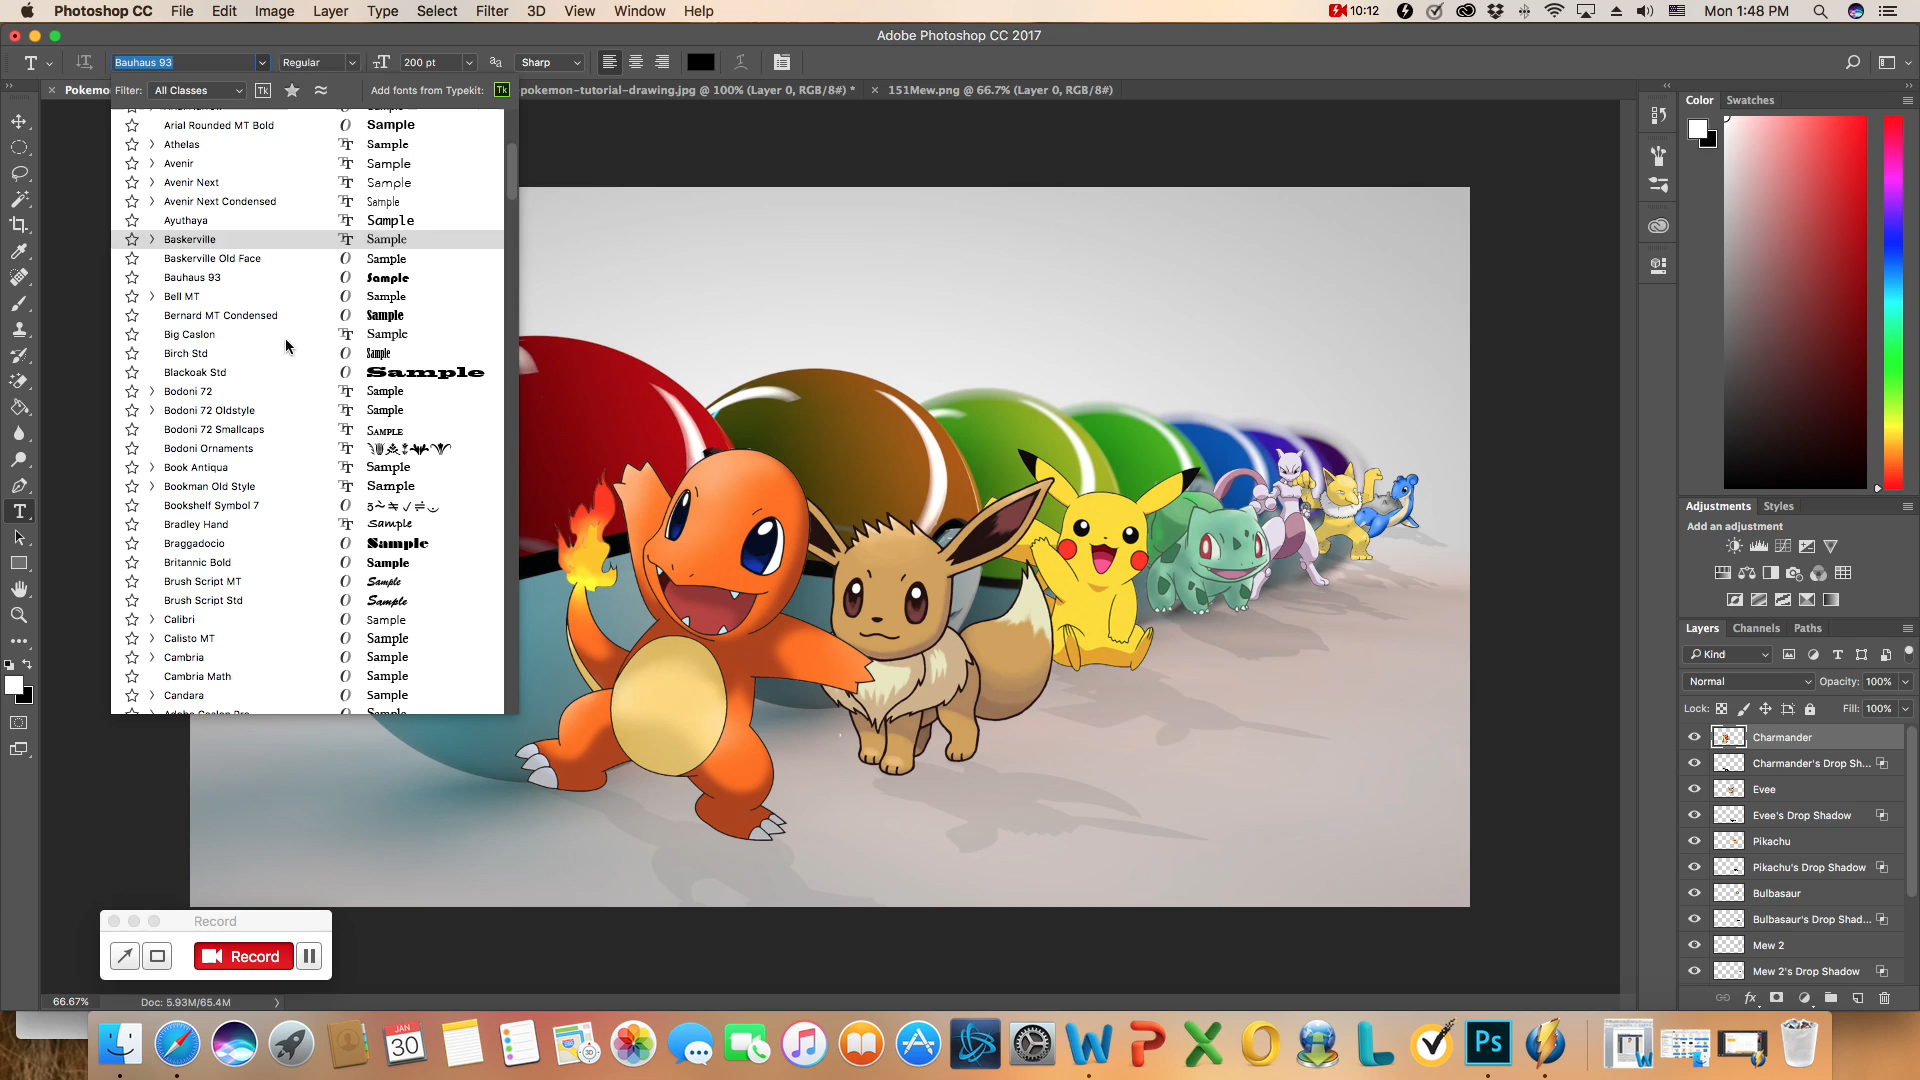 Photoshop CC File Edit Image Layer Type Select Filter 3D View Window Help 10:12 Mon 1:48 PM
Adobe Photoshop CC 2017
T Bauhaus 93 Regular 200 pt aa Sharp
Filter: All Classes Tk Add fonts from Typekit: Tk
Pokemo pokemon-tutorial-drawing.jpg @ 100% (Layer 0, RGB/8#) * 151Mew.png @ 66.7% (Layer 0, RGB/8#)
Arial Rounded MT Bold Sample
Athelas Sample
Avenir Sample
Avenir Next Sample
Avenir Next Condensed Sample
Ayuthaya Sample
Baskerville Sample
Baskerville Old Face Sample
Bauhaus 93 Sample
Bell MT Sample
Bernard MT Condensed Sample
Big Caslon Sample
Birch Std Sample
Blackoak Std Sample
Bodoni 72 Sample
Bodoni 72 Oldstyle Sample
Bodoni 72 Smallcaps Sample
Bodoni Ornaments
Book Antiqua Sample
Bookman Old Style Sample
Bookshelf Symbol 7
Bradley Hand Sample
Braggadocio Sample
Britannic Bold Sample
Brush Script MT Sample
Brush Script Std Sample
Calibri Sample
Calisto MT Sample
Cambria Sample
Cambria Math Sample
Candara Sample
Adobe Caslon Pro Sample
Color Swatches
Adjustments Styles
Add an adjustment
Layers Channels Paths
Kind
Normal Opacity: 100%
Lock: Fill: 100%
Charmander
Charmander's Drop Sh...
Evee
Evee's Drop Shadow
Pikachu
Pikachu's Drop Shadow
Bulbasaur
Bulbasaur's Drop Shad...
Mew 2
Mew 2's Drop Shadow
fx
Record
Record
66.67% Doc: 5.93M/65.4M
JAN
30
Ps